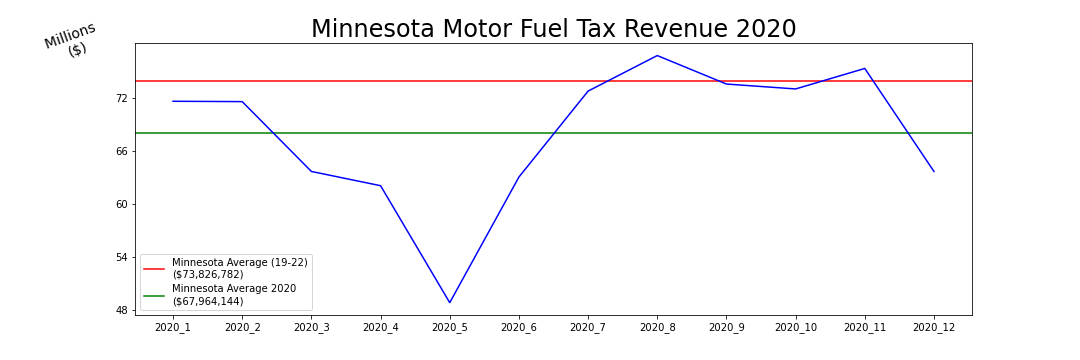 Minnesota Motor Fuel Tax Revenue 2020
Millions
($)
72
66
60
54
48
Minnesota Average (19-22)
($73,826,782)
Minnesota Average 2020
($67,964,144)
2020_1 2020_2 2020_3 2020_4 2020_5 2020_6 2020_7 2020_8 2020_9 2020_10 2020_11 2020_12